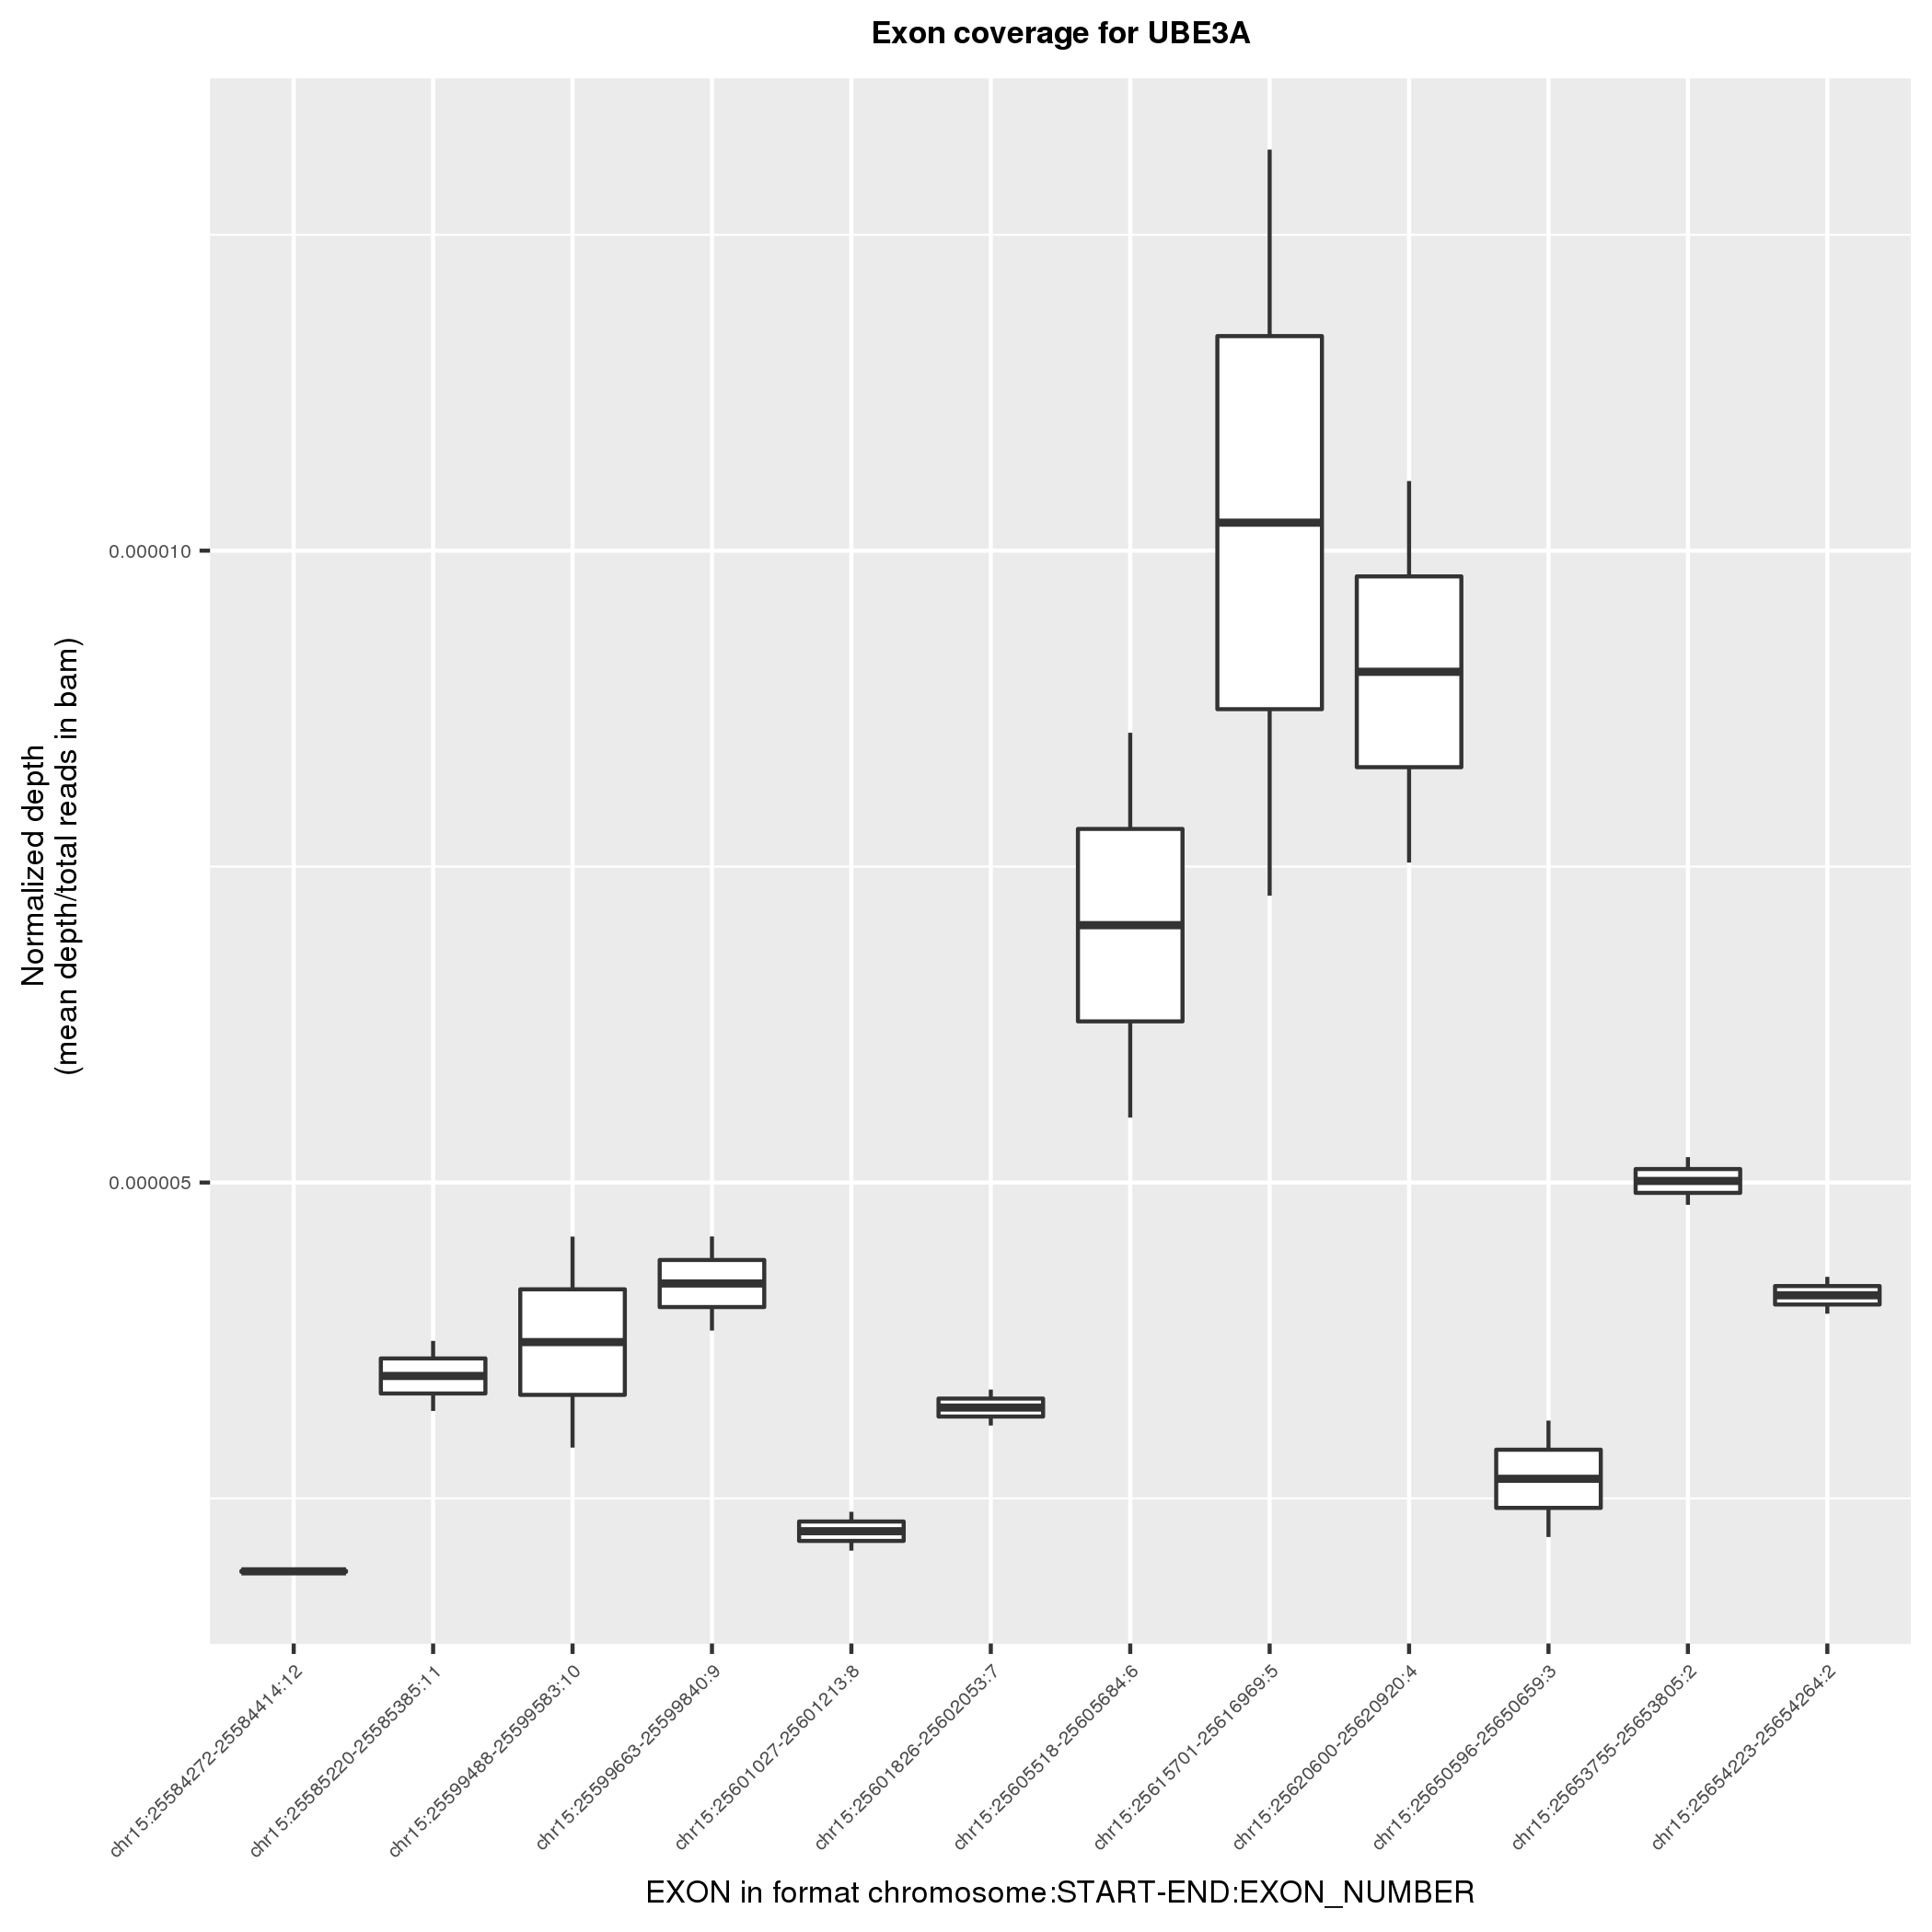 Exon coverage for UBE3A
Normalized depth
(mean depth/total reads in bam)
0.000010
0.000005
chr15:25584272-25584414:12
chr15:25585220-25585385:11
chr15:25599488-25599583:10
chr15:25599663-25599840:9
chr15:25601027-25601213:8
chr15:25601826-25602053:7
chr15:25605518-25605684:6
chr15:25615701-25616969:5
chr15:25620600-25620920:4
chr15:25650596-25650659:3
chr15:25653755-25653805:2
chr15:25654223-25654264:2
EXON in format chromosome:START-END:EXON_NUMBER